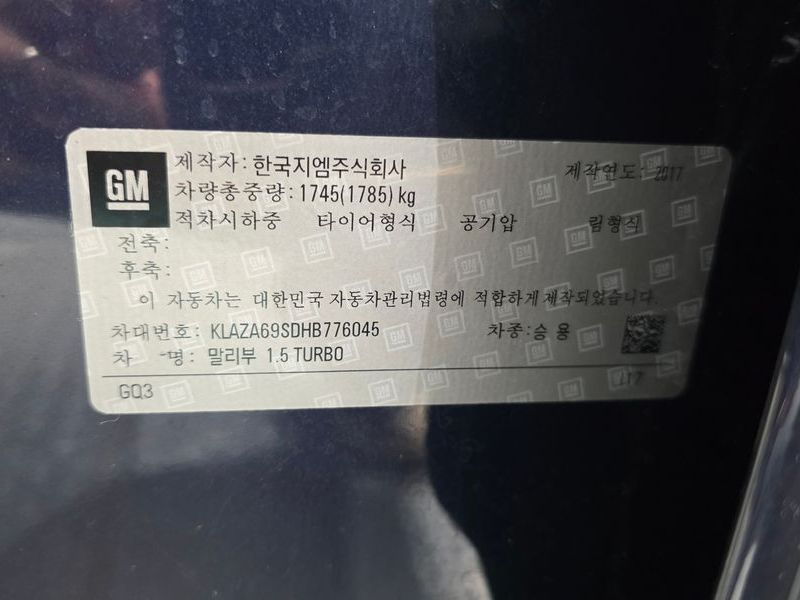 GM
제작자: 한국지엠주식회사 제작연도: 2017
차량총중량: 1745(1785) kg
적차시하중 타이어형식 공기압 림형식
전축:
후축:
이 자동차는 대한민국 자동차관리법령에 적합하게 제작되었습니다.
차대번호: KLAZA69SDHB776045 차종: 승 용
차 명: 말리부 1.5 TURBO
GQ3